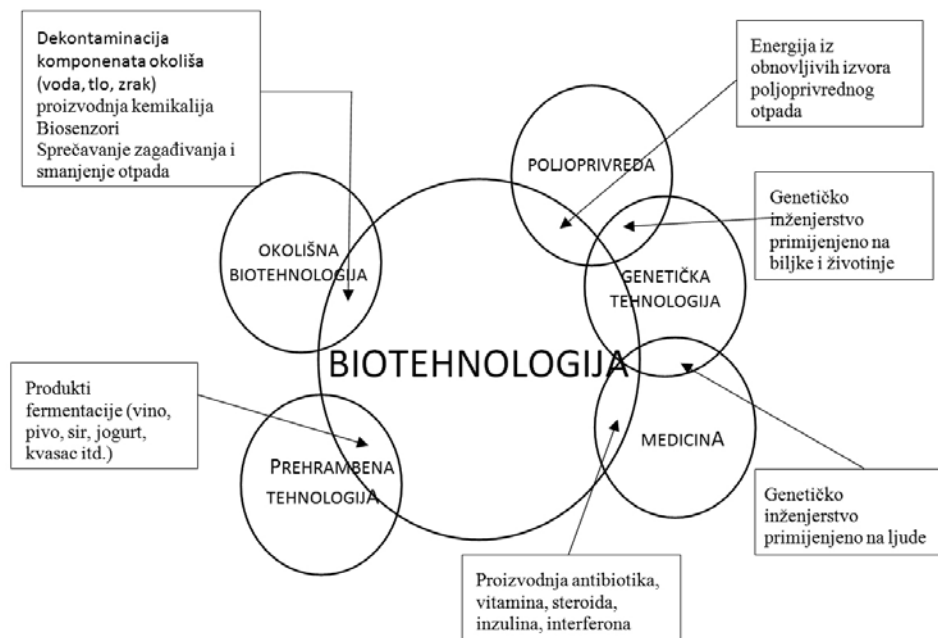 Dekontaminacija
komponenata okoliša
(voda, tlo, zrak)
proizvodnja kemikalija
Biosenzori
Sprečavanje zagađivanja i
smanjenje otpada
Energija iz
obnovljivih izvora
poljoprivrednog
otpada
POLJOPRIVREDA
Genetičko
inženjerstvo
primijenjeno na
biljke i životinje
OKOLIŠNA
BIOTEHNOLOGIJA
GENETIČKA
TEHNOLOGIJA
BIOTEHNOLOGIJA
Produkti
fermentacije (vino,
pivo, sir, jogurt,
kvasac itd.)
MEDICINA
PREHRAMBENA
TEHNOLOGIJA
Genetičko
inženjerstvo
primijenjeno na ljude
Proizvodnja antibiotika,
vitamina, steroida,
inzulina, interferona